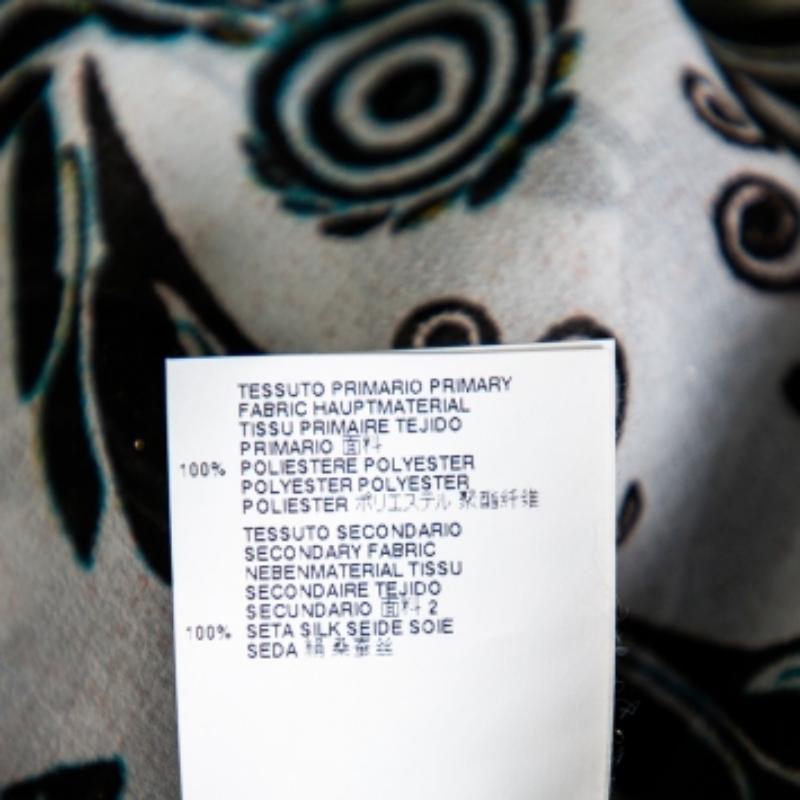 TESSUTO PRIMARIO PRIMARY
FABRIC HAUPTMATERIAL
TISSU PRIMAIRE TEJIDO
PRIMARIO 面料
100% POLIESTERE POLYESTER
POLYESTER POLYESTER
POLIESTER ポリエステル 聚酯纤维
TESSUTO SECONDARIO
SECONDARY FABRIC
NEBENMATERIAL TISSU
SECONDAIRE TEJIDO
SECUNDARIO 面料 2
100% SETA SILK SEIDE SOIE
SEDA 絹 桑蚕丝